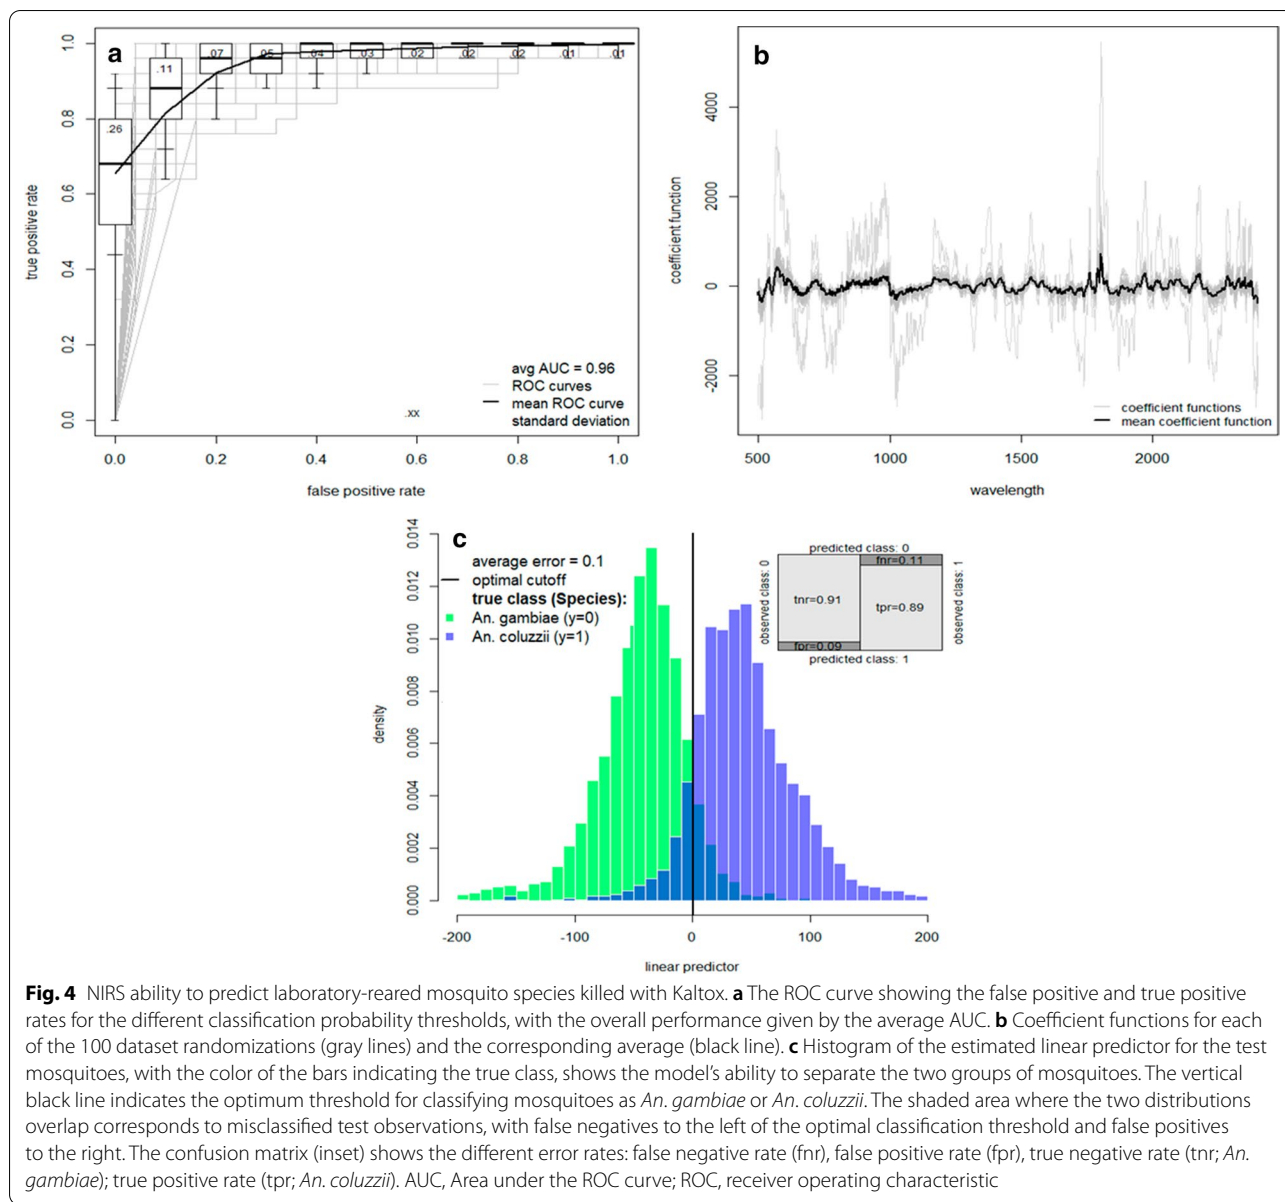 a
1.0
0.8
0.6
0.4
0.2
0.0
true positive rate
.26
.11
.07
.05
.04
.03
.02
.02
.02
.01
.01
avg AUC = 0.96
ROC curves
mean ROC curve
.xx
standard deviation
0.0 0.2 0.4 0.6 0.8 1.0
false positive rate
b
4000
2000
0
-2000
coefficient function
coefficient functions
mean coefficient function
500 1000 1500 2000
wavelength
c
0.014
0.012
0.010
0.008
0.006
0.004
0.002
0.000
density
average error = 0.1
optimal cutoff
true class (Species):
An. gambiae (y=0)
An. coluzzii (y=1)
predicted class: 0
observed class: 0
fnr=0.11
tnr=0.91
tpr=0.89
fpr=0.09
observed class: 1
predicted class: 1
-200 -100 0 100 200
linear predictor
Fig. 4 NIRS ability to predict laboratory-reared mosquito species killed with Kaltox. a The ROC curve showing the false positive and true positive
rates for the different classification probability thresholds, with the overall performance given by the average AUC. b Coefficient functions for each
of the 100 dataset randomizations (gray lines) and the corresponding average (black line). c Histogram of the estimated linear predictor for the test
mosquitoes, with the color of the bars indicating the true class, shows the model's ability to separate the two groups of mosquitoes. The vertical
black line indicates the optimum threshold for classifying mosquitoes as An. gambiae or An. coluzzii. The shaded area where the two distributions
overlap corresponds to misclassified test observations, with false negatives to the left of the optimal classification threshold and false positives
to the right. The confusion matrix (inset) shows the different error rates: false negative rate (fnr), false positive rate (fpr), true negative rate (tnr; An.
gambiae); true positive rate (tpr; An. coluzzii). AUC, Area under the ROC curve; ROC, receiver operating characteristic